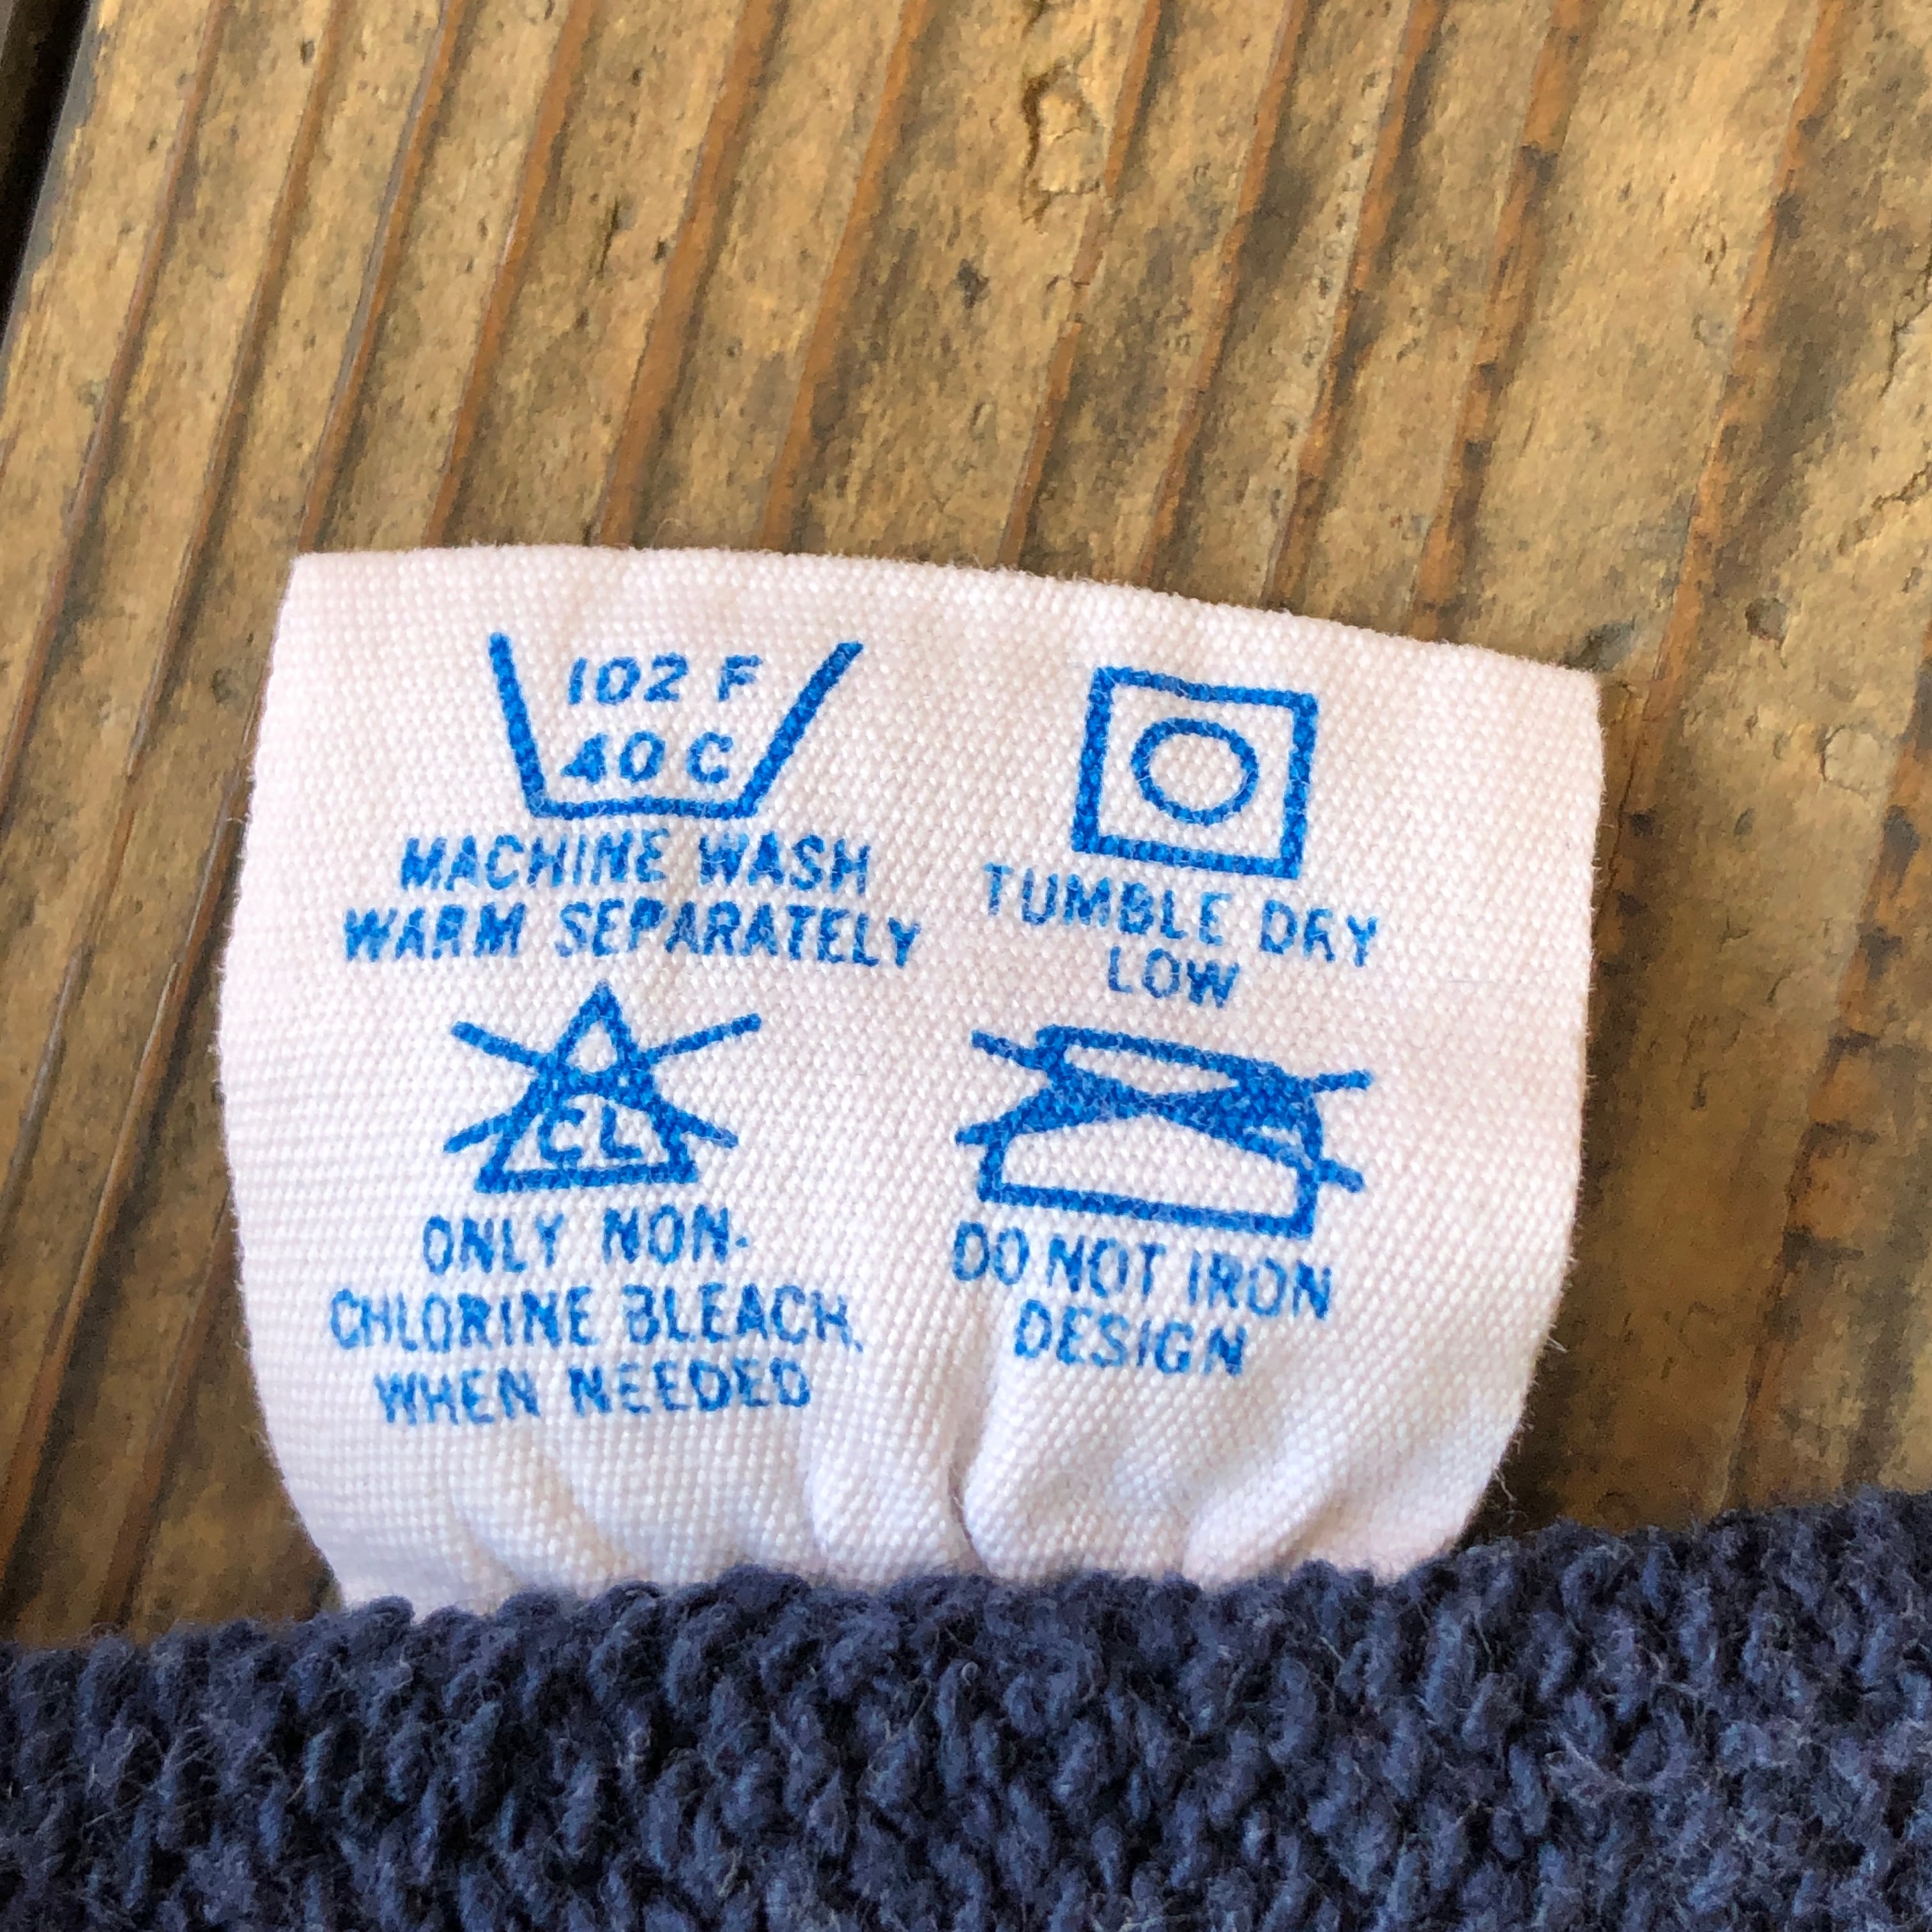 102 F
40 C
MACHINE WASH
WARM SEPARATELY
TUMBLE DRY
LOW
CL
ONLY NON-
CHLORINE BLEACH,
WHEN NEEDED
DO NOT IRON
DESIGN